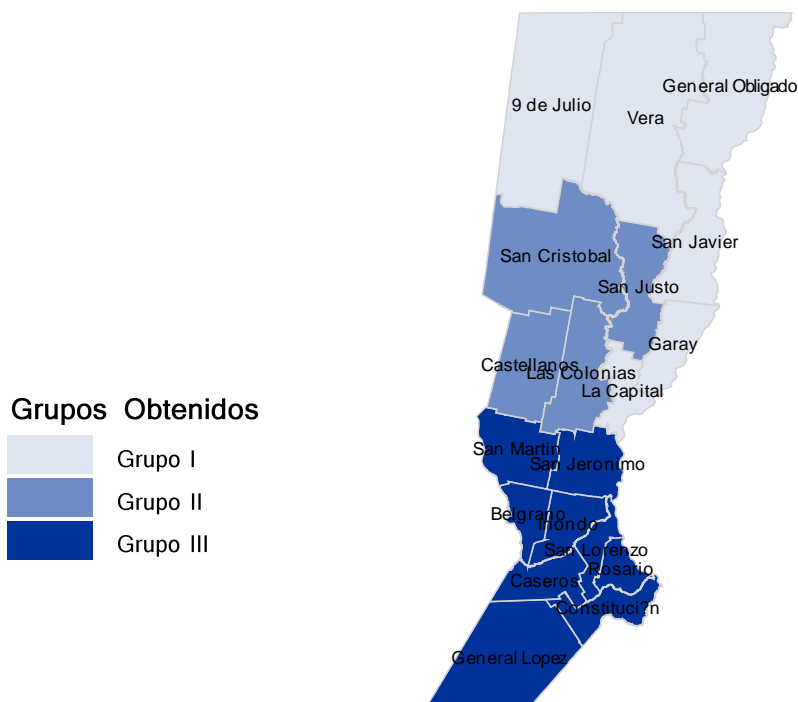 General Obligado
9 de Julio
Vera
San Javier
San Cristobal
San Justo
Garay
Castellanos
Las Colonias
La Capital
Grupos Obtenidos
Grupo I
Grupo II
Grupo III
San Martin
San Jeronimo
Belgrano
Iriondo
San Lorenzo
Rosario
Caseros
Constituci?n
General Lopez